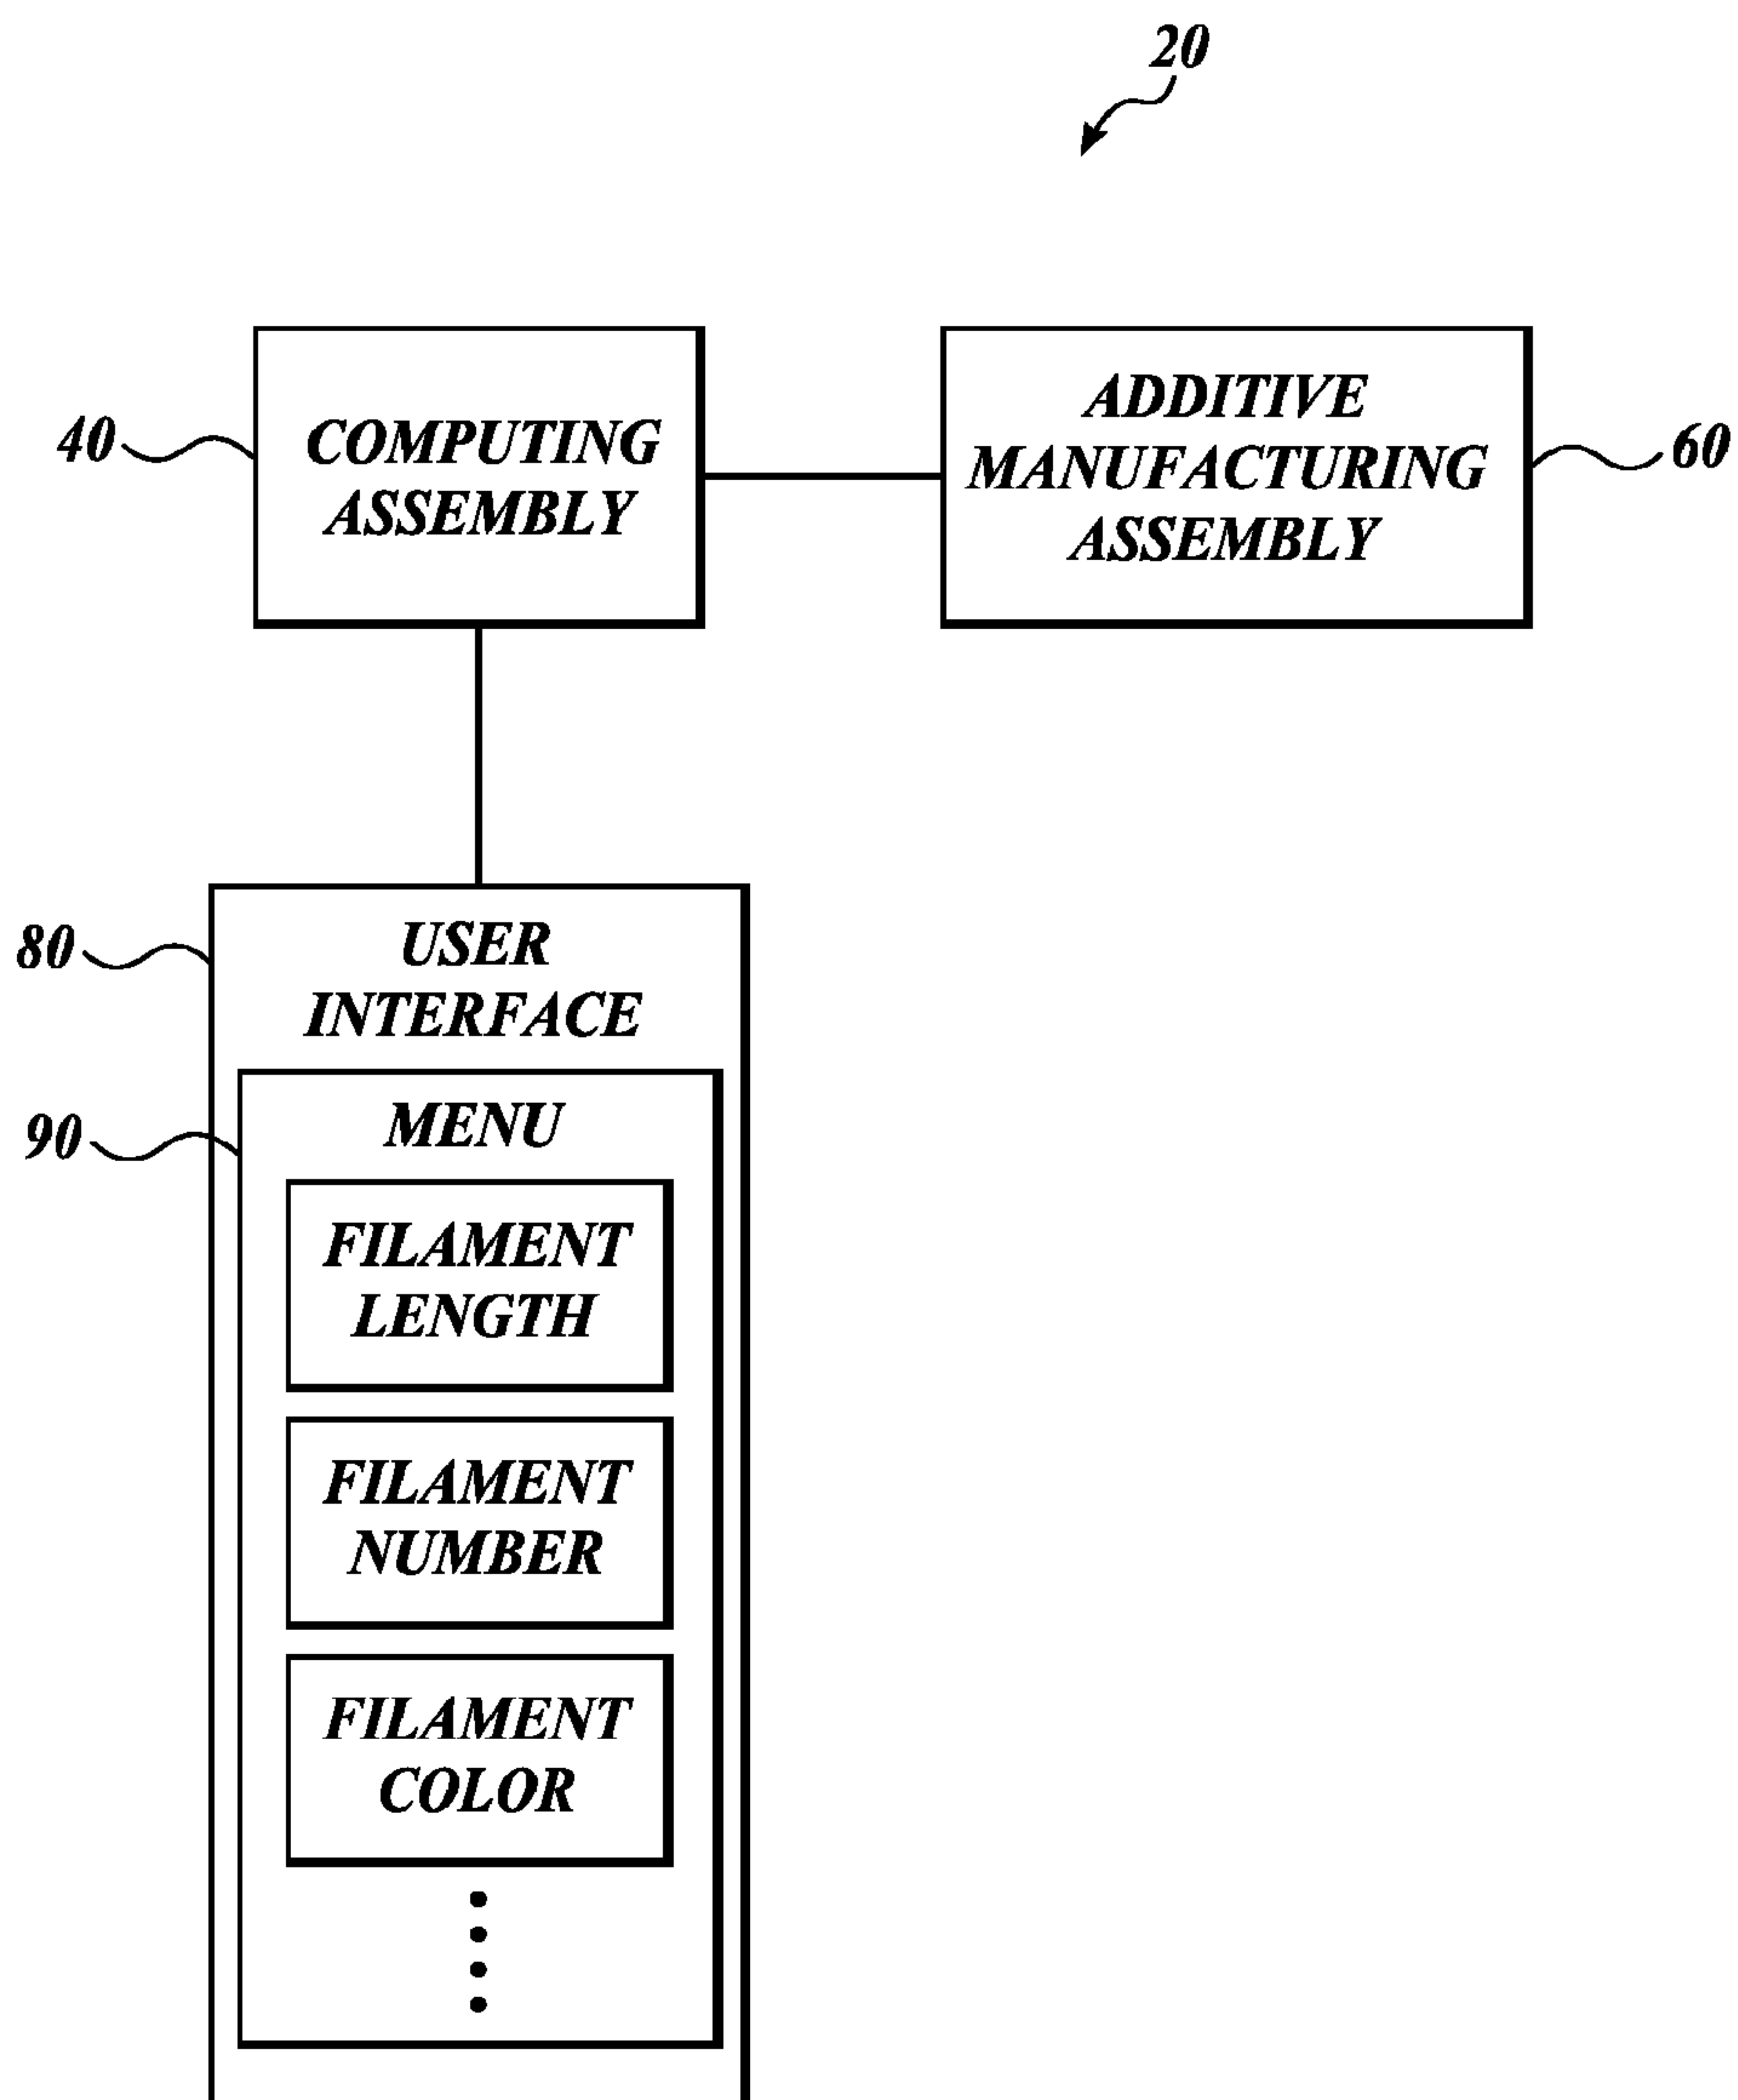 20
40
COMPUTING
ASSEMBLY
ADDITIVE
MANUFACTURING
ASSEMBLY
60
80
USER
INTERFACE
90
MENU
FILAMENT
LENGTH
FILAMENT
NUMBER
FILAMENT
COLOR